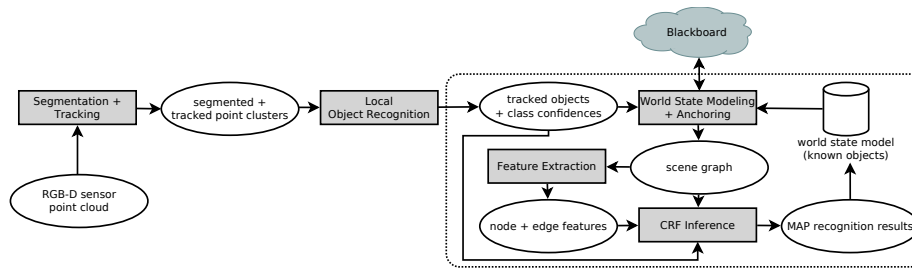 Blackboard
Segmentation +
Tracking
segmented +
tracked point clusters
Local
Object Recognition
tracked objects
+ class confidences
World State Modeling
+ Anchoring
world state model
(known objects)
Feature Extraction
scene graph
RGB-D sensor
point cloud
node + edge features
CRF Inference
MAP recognition results